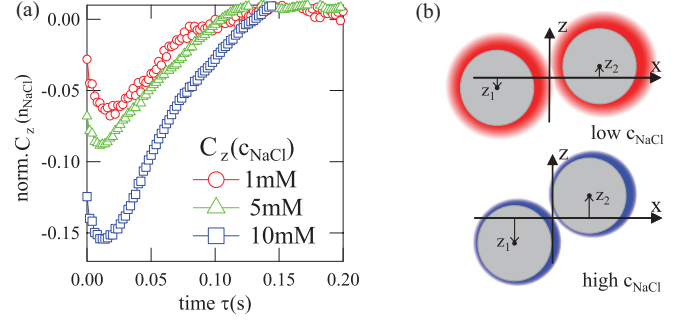 (a)
0.00
-0.05
-0.10
-0.15
norm. C_z (n_NaCl)
C_z(c_NaCl)
1mM
5mM
10mM
0.00 0.05 0.10 0.15 0.20
time τ(s)
(b)
z
x
z_1
z_2
low c_NaCl
z
x
z_1
z_2
high c_NaCl